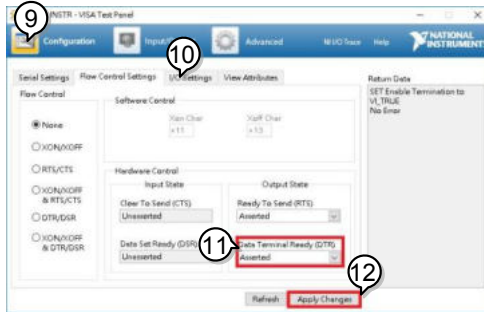 9
INSTR - VISA Test Panel
Configuration
Input/
Advanced
NI I/O Trace
Help
NATIONAL
INSTRUMENT
10
Serial Settings
Flow Control Settings
I/O Settings
View Attributes
Return Data
SET Enable Termination to
VI_TRUE
No Error
Flow Control
None
XON/XOFF
RTS/CTS
XON/XOFF
& RTS/CTS
DTR/DSR
XON/XOFF
& DTR/DSR
Software Control
Xon Char
x11
Xoff Char
x13
Hardware Control
Input State
Output State
Clear To Send (CTS)
Unasserted
Ready To Send (RTS)
Asserted
Data Set Ready (DSR)
Unasserted
11
Data Terminal Ready (DTR)
Asserted
12
Refresh
Apply Changes